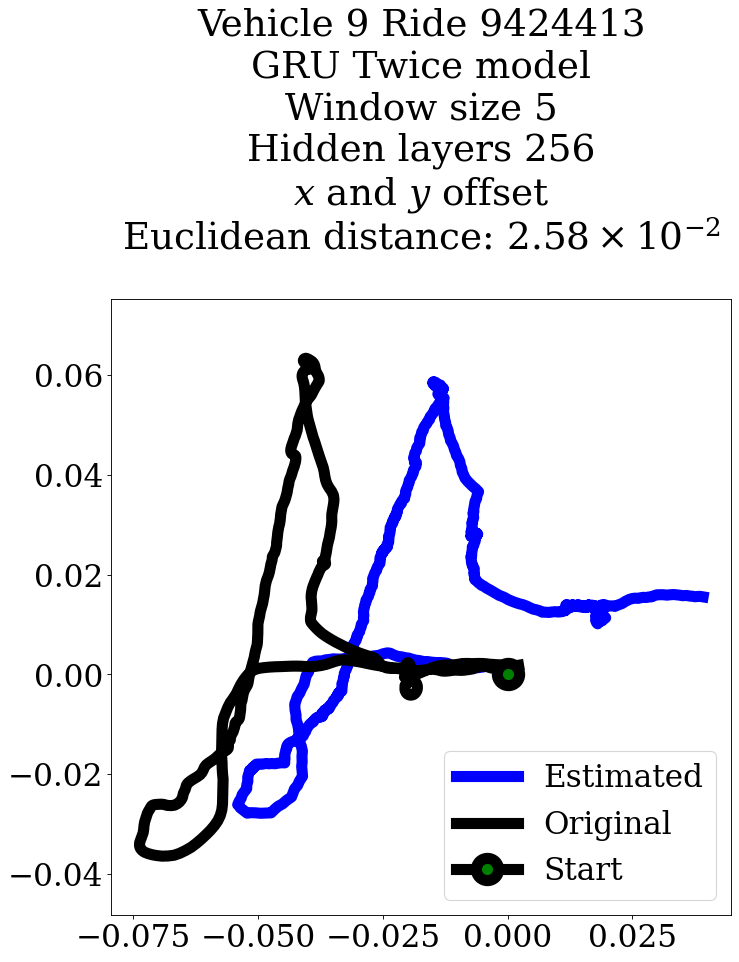 Vehicle 9 Ride 9424413
GRU Twice model
Window size 5
Hidden layers 256
x and y offset
Euclidean distance: 2.58 × 10⁻²
0.06
0.04
0.02
0.00
−0.02
−0.04
Estimated
Original
Start
−0.075 −0.050 −0.025 0.000 0.025